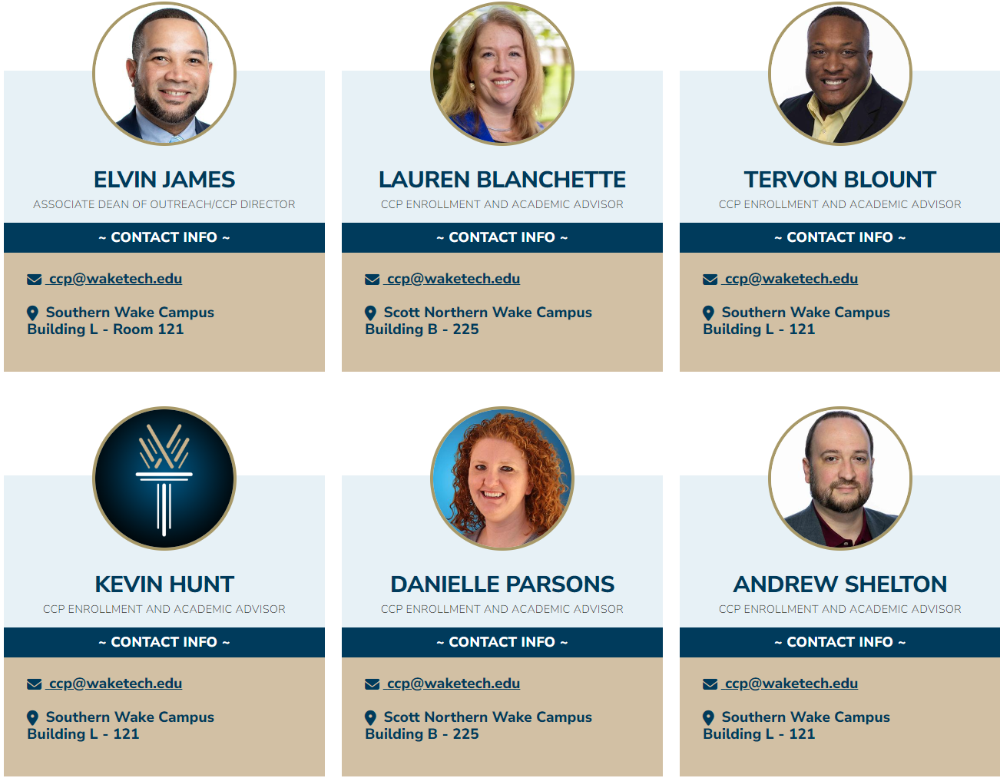 ELVIN JAMES
ASSOCIATE DEAN OF OUTREACH/CCP DIRECTOR
~ CONTACT INFO ~
ccp@waketech.edu
Southern Wake Campus
Building L - Room 121
LAUREN BLANCHETTE
CCP ENROLLMENT AND ACADEMIC ADVISOR
~ CONTACT INFO ~
ccp@waketech.edu
Scott Northern Wake Campus
Building B - 225
TERVON BLOUNT
CCP ENROLLMENT AND ACADEMIC ADVISOR
~ CONTACT INFO ~
ccp@waketech.edu
Southern Wake Campus
Building L - 121
KEVIN HUNT
CCP ENROLLMENT AND ACADEMIC ADVISOR
~ CONTACT INFO ~
ccp@waketech.edu
Southern Wake Campus
Building L - 121
DANIELLE PARSONS
CCP ENROLLMENT AND ACADEMIC ADVISOR
~ CONTACT INFO ~
ccp@waketech.edu
Scott Northern Wake Campus
Building B - 225
ANDREW SHELTON
CCP ENROLLMENT AND ACADEMIC ADVISOR
~ CONTACT INFO ~
ccp@waketech.edu
Southern Wake Campus
Building L - 121